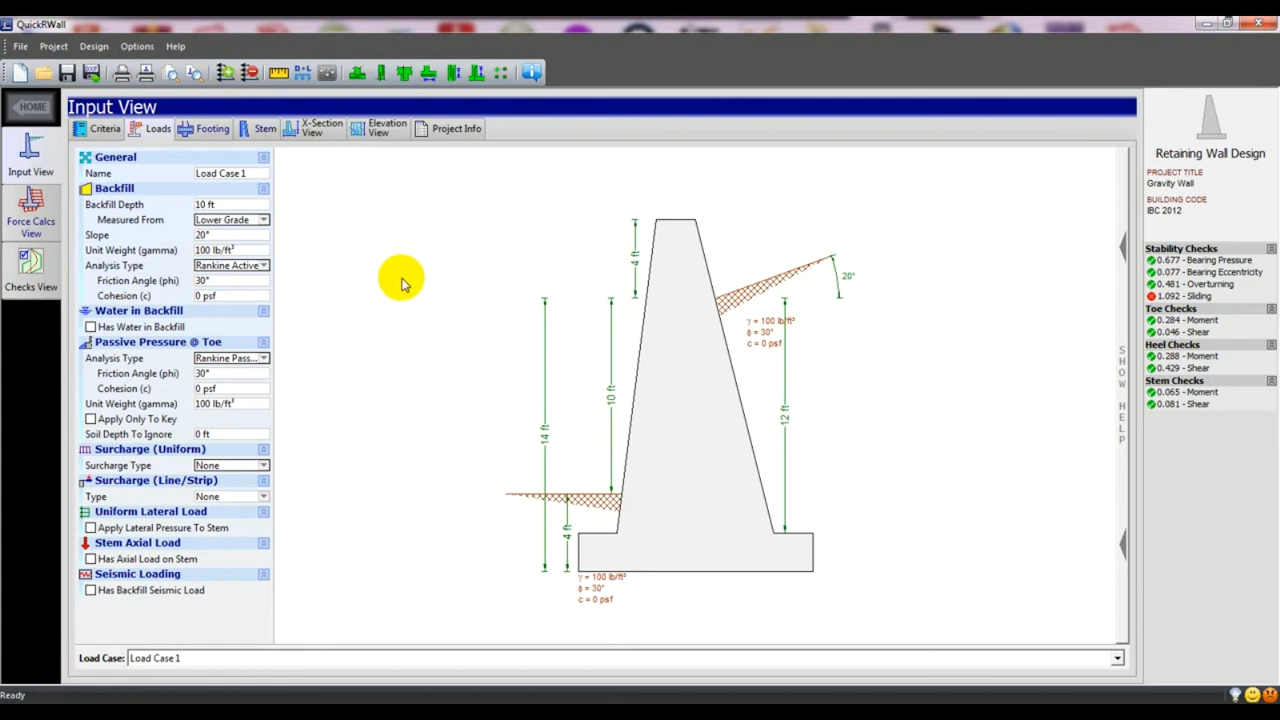 QuickRWall
File Project Design Options Help
D+L
HOME
Input View
Force Calcs
View
Checks View
Input View
Criteria Loads Footing Stem X-Section View Elevation View Project Info
General
Name Load Case 1
Backfill
Backfill Depth 10 ft
Measured From Lower Grade
Slope 20°
Unit Weight (gamma) 100 lb/ft³
Analysis Type Rankine Active
Friction Angle (phi) 30°
Cohesion (c) 0 psf
Water in Backfill
Has Water in Backfill
Passive Pressure @ Toe
Analysis Type Rankine Pass...
Friction Angle (phi) 30°
Cohesion (c) 0 psf
Unit Weight (gamma) 100 lb/ft³
Apply Only To Key
Soil Depth To Ignore 0 ft
Surcharge (Uniform)
Surcharge Type None
Surcharge (Line/Strip)
Type None
Uniform Lateral Load
Apply Lateral Pressure To Stem
Stem Axial Load
Has Axial Load on Stem
Seismic Loading
Has Backfill Seismic Load
4 ft
20°
γ = 100 lb/ft³
ϕ = 30°
c = 0 psf
10 ft
12 ft
14 ft
4 ft
γ = 100 lb/ft³
ϕ = 30°
c = 0 psf
SHOW HELP
Load Case: Load Case 1
Retaining Wall Design
PROJECT TITLE
Gravity Wall
BUILDING CODE
IBC 2012
Stability Checks
0.677 - Bearing Pressure
0.077 - Bearing Eccentricity
0.481 - Overturning
1.092 - Sliding
Toe Checks
0.284 - Moment
0.046 - Shear
Heel Checks
0.288 - Moment
0.429 - Shear
Stem Checks
0.065 - Moment
0.081 - Shear
Ready